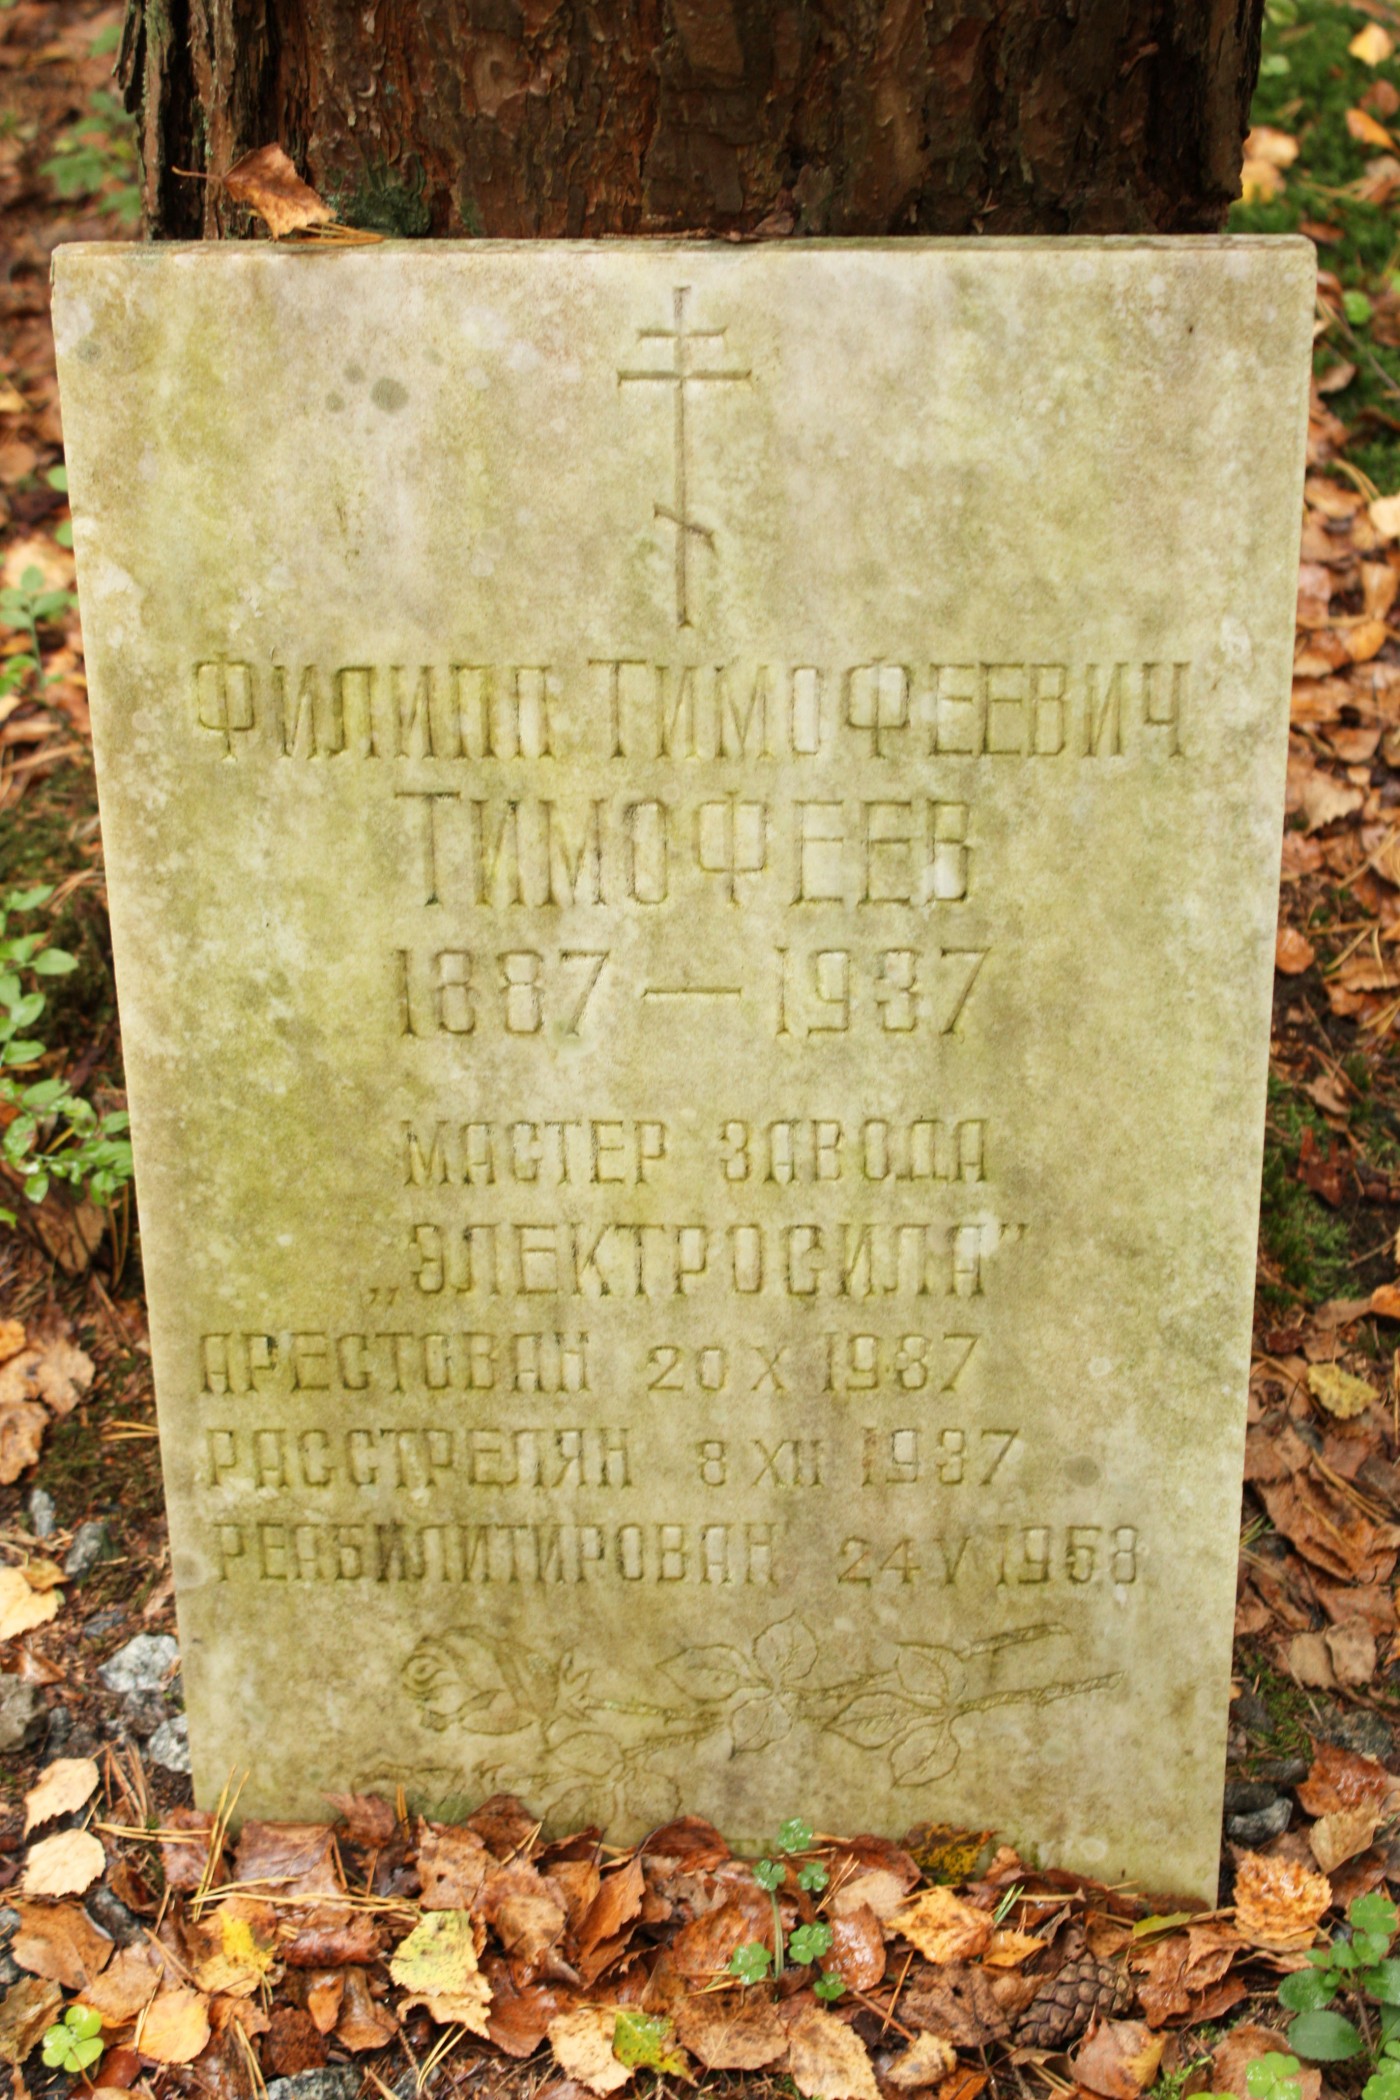 ФИЛИПП ТИМОФЕЕВИЧ
ТИМОФЕЕВ
1887 — 1937
МАСТЕР ЗАВОДА
„ЭЛЕКТРОСИЛА”
АРЕСТОВАН 20 X 1937
РАССТРЕЛЯН 8 XII 1937
РЕАБИЛИТИРОВАН 24 V 1958